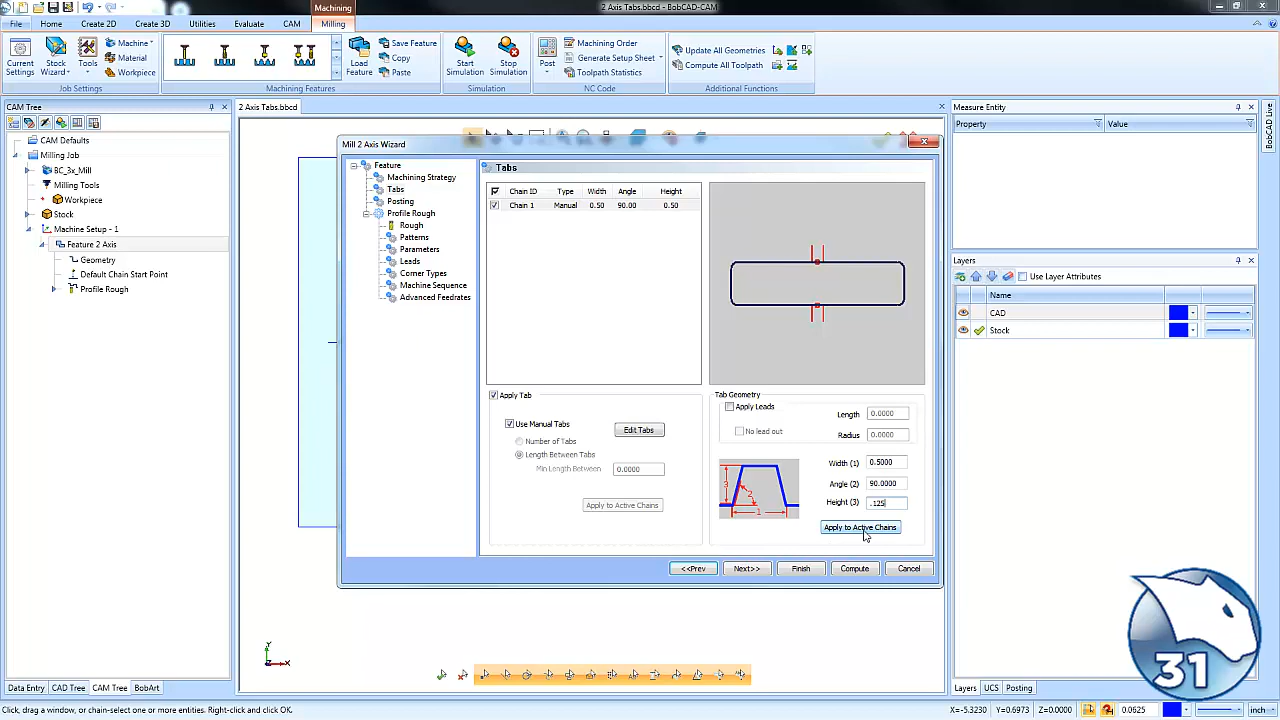 2 Axis Tabs.bbcd - BobCAD-CAM
Machining
File Home Create 2D Create 3D Utilities Evaluate CAM Milling
Current Settings
Stock Wizard
Tools
Machine
Material
Workpiece
Load Feature
Save Feature
Copy
Paste
Start Simulation
Stop Simulation
Post
Machining Order
Generate Setup Sheet
Toolpath Statistics
Update All Geometries
Compute All Toolpath
Job Settings
Machining Features
Simulation
NC Code
Additional Functions
CAM Tree
CAM Defaults
Milling Job
BC_3x_Mill
Milling Tools
Workpiece
Stock
Machine Setup - 1
Feature 2 Axis
Geometry
Default Chain Start Point
Profile Rough
2 Axis Tabs.bbcd
Mill 2 Axis Wizard
Feature
Machining Strategy
Tabs
Posting
Profile Rough
Rough
Patterns
Parameters
Leads
Corner Types
Machine Sequence
Advanced Feedrates
Tabs
Chain ID Type Width Angle Height
Chain 1 Manual 0.50 90.00 0.50
Apply Tab
Use Manual Tabs
Edit Tabs
Number of Tabs
Length Between Tabs
Min Length Between 0.0000
Apply to Active Chains
Tab Geometry
Apply Leads
Length 0.0000
No lead out
Radius 0.0000
3
2
1
Width (1) 0.5000
Angle (2) 90.0000
Height (3) .125
Apply to Active Chains
<<Prev Next>> Finish Compute Cancel
Measure Entity
Property Value
BobCAD Live
Layers
Use Layer Attributes
Name
CAD
Stock
31
Y
Z
X
Data Entry CAD Tree CAM Tree BobArt
Layers UCS Posting
Click, drag a window, or chain-select one or more entities. Right-click and click OK.
X=-5.3230 Y=0.6973 Z=0.0000 0.0625 inch